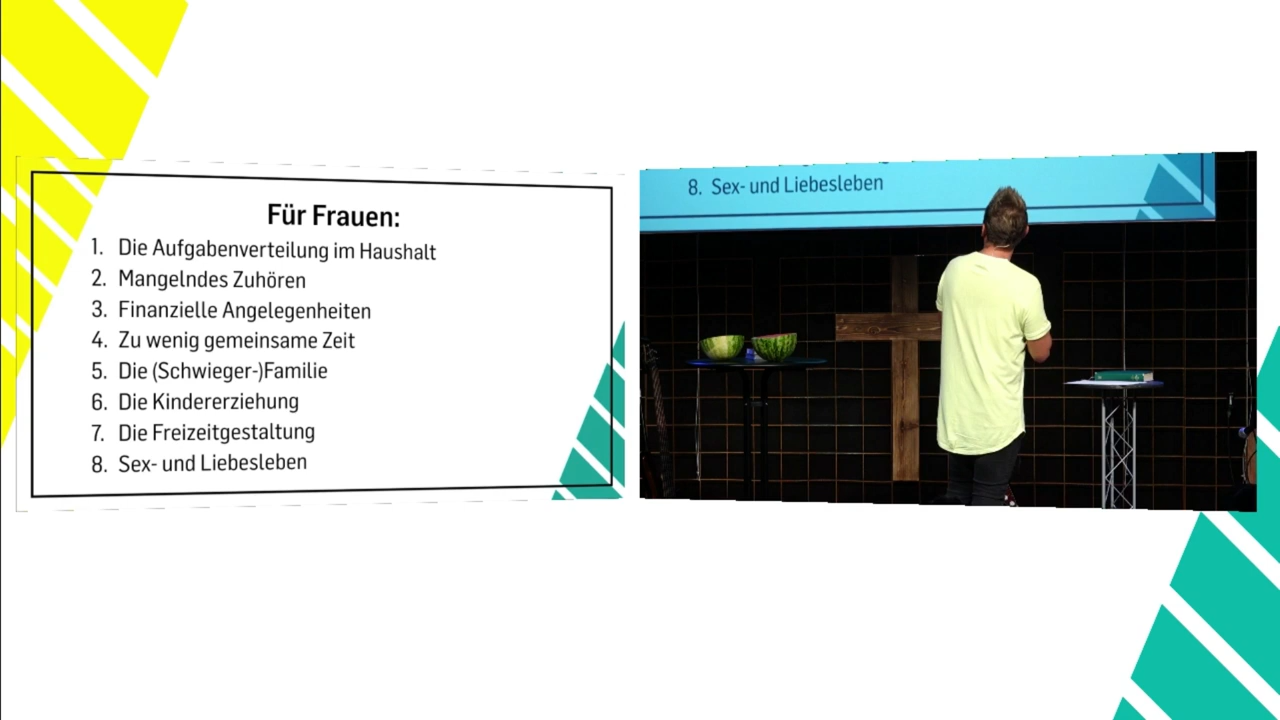 Für Frauen:
1. Die Aufgabenverteilung im Haushalt
2. Mangelndes Zuhören
3. Finanzielle Angelegenheiten
4. Zu wenig gemeinsame Zeit
5. Die (Schwieger-)Familie
6. Die Kindererziehung
7. Die Freizeitgestaltung
8. Sex- und Liebesleben
8. Sex- und Liebesleben